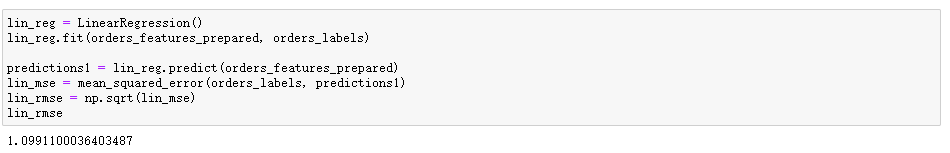 lin_reg = LinearRegression()
lin_reg.fit(orders_features_prepared, orders_labels)
predictions1 = lin_reg.predict(orders_features_prepared)
lin_mse = mean_squared_error(orders_labels, predictions1)
lin_rmse = np.sqrt(lin_mse)
lin_rmse
1.0991100036403487